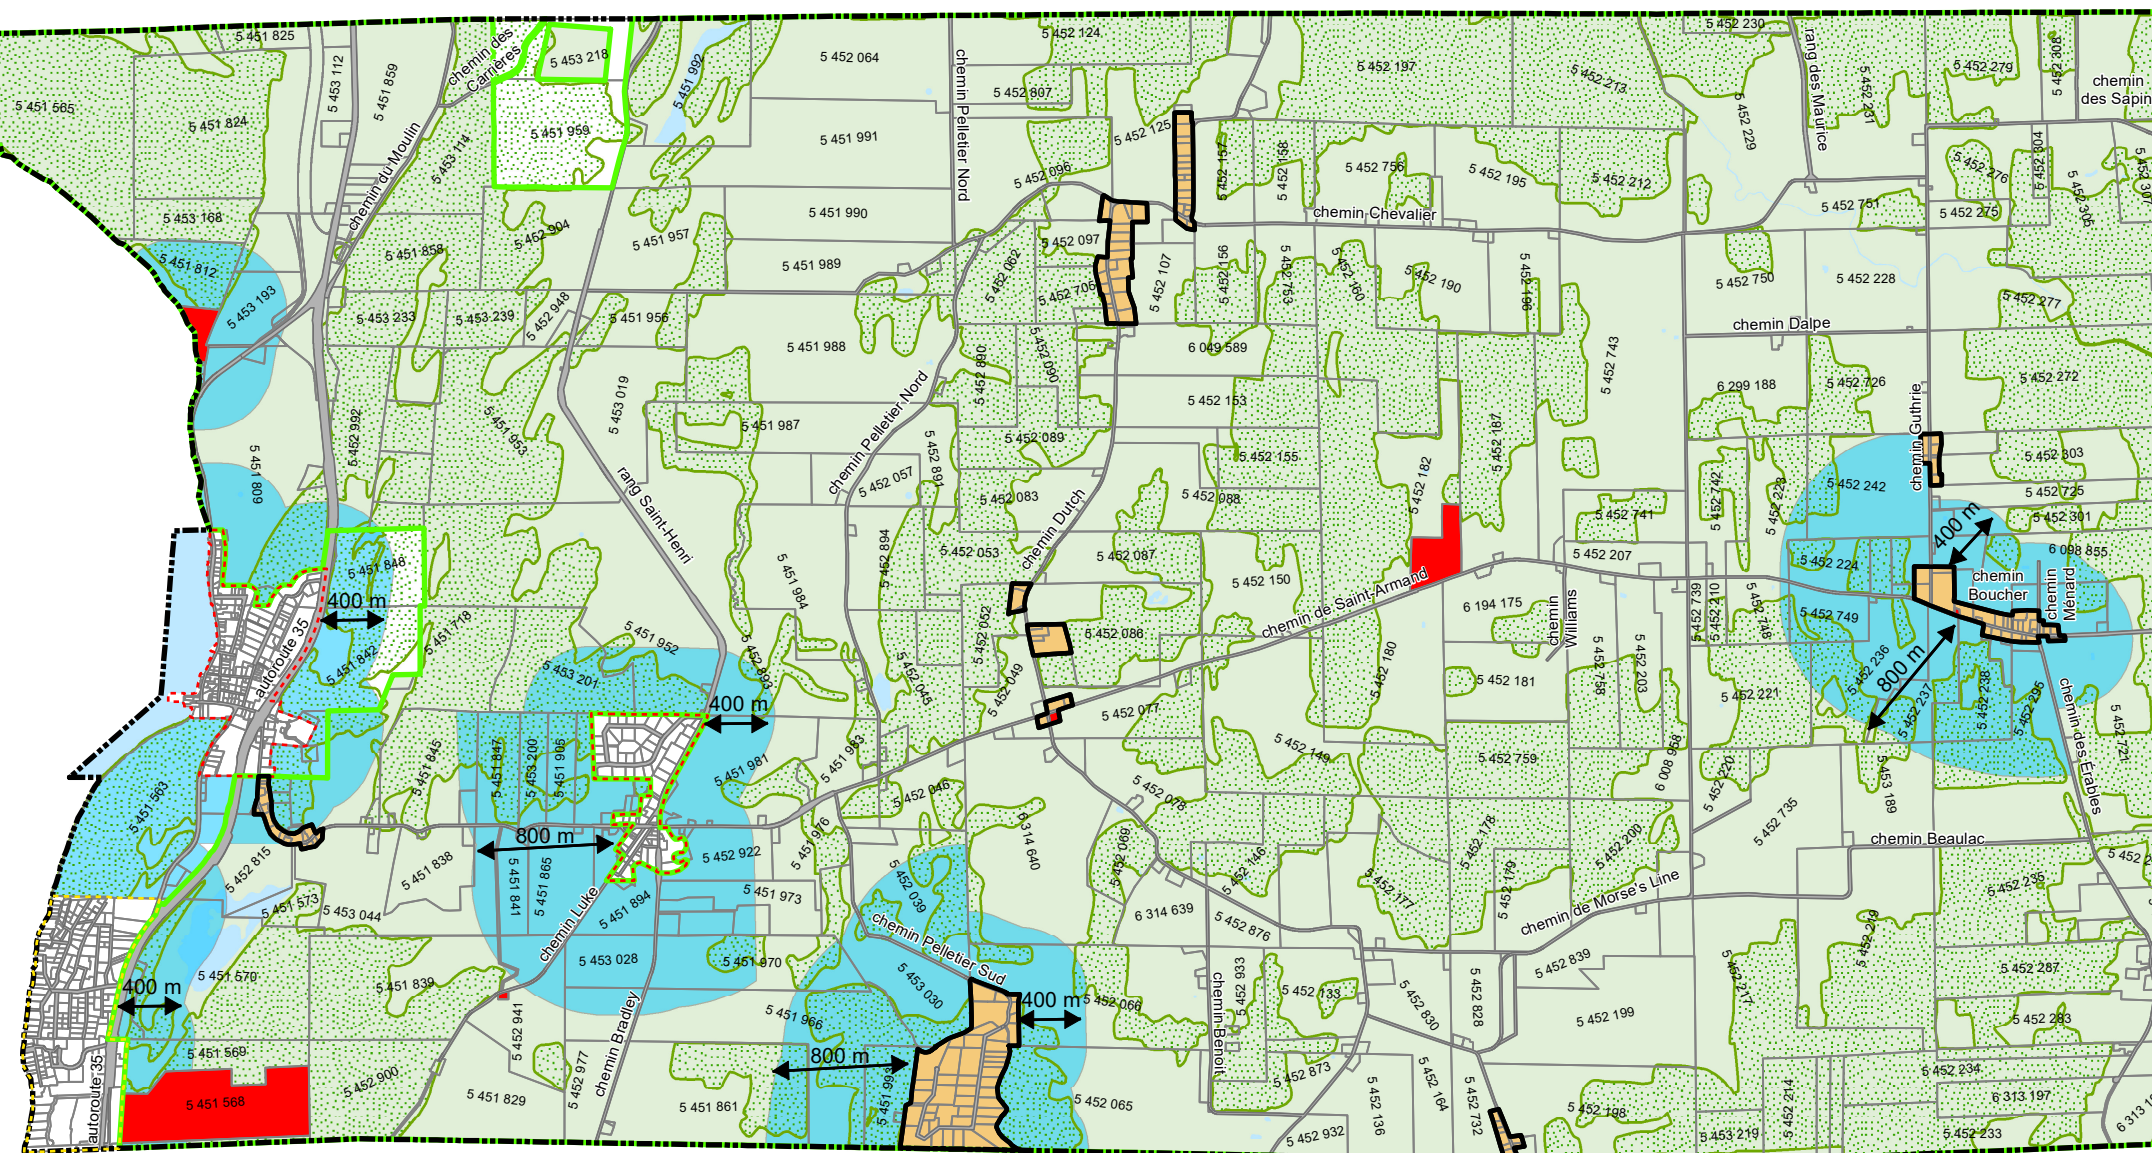 5 451 825
5 453 112
5 451 859
chemin des
Carrières
5 453 218
5 451 992
5 452 064
chemin Pelletier Nord
5 452 124
5 452 807
5 452 197
5 452 213
5 452 230
rang des Maurice
5 452 231
5 452 279
5 452 308
chemin
des Sapin
5 451 565
5 451 824
chemin du Moulin
5 453 114
5 451 959
5 451 991
5 452 125
5 452 157
5 452 158
5 452 756
5 452 195
5 452 212
5 452 229
5 452 276
5 452 304
5 452 305
5 453 168
5 451 858
5 452 904
5 451 957
5 451 990
5 452 096
chemin Chevalier
5 452 751
5 452 275
5 451 812
5 453 193
5 451 989
5 452 062
5 452 097
5 452 705
5 452 107
5 452 156
5 452 763
5 452 160
5 452 190
5 452 196
5 452 750
5 452 228
5 452 277
5 453 233
5 453 239
5 452 948
5 451 956
5 451 988
5 452 890
5 452 090
6 049 589
5 452 743
chemin Dalpe
5 453 019
chemin Pelletier Nord
5 452 153
6 299 188
5 452 726
5 452 272
5 451 809
5 452 992
5 451 953
5 451 987
5 452 891
5 452 089
5 452 155
5 452 182
5 452 187
chemin Guthrie
5 452 303
rang Saint-Henri
5 452 057
5 452 083
5 452 088
5 452 741
5 452 742
5 452 223
5 452 242
5 452 725
5 452 301
400 m
5 451 848
400 m
5 451 984
5 452 894
5 452 053
chemin Dutch
5 452 087
5 452 150
chemin de Saint-Armand
5 452 207
5 452 224
6 098 855
chemin
Boucher
chemin
Ménard
autoroute 35
5 451 842
5 451 718
5 451 952
5 452 893
5 452 052
5 452 086
6 194 175
chemin
Williams
5 452 739
5 452 210
5 452 748
5 452 749
5 453 201
400 m
5 452 045
5 452 049
5 452 077
5 452 180
5 452 181
5 452 758
5 452 203
5 452 221
5 452 236
800 m
5 452 237
5 452 238
5 452 295
chemin des Érables
5 452 721
5 451 563
5 451 845
5 451 847
5 453 200
5 451 905
5 451 981
5 451 983
5 452 046
5 452 078
5 452 149
5 452 759
6 008 958
5 452 220
5 452 735
5 453 189
chemin Beaulac
800 m
5 452 815
5 451 838
5 451 841
5 451 865
5 452 922
5 451 976
6 314 640
5 452 069
5 452 146
5 452 178
5 452 200
5 451 573
5 453 044
chemin Luke
5 451 894
5 451 973
5 452 039
chemin Pelletier Sud
6 314 639
5 452 876
5 452 177
5 452 179
chemin de Morse's Line
5 452 219
5 452 235
5 451 570
5 451 839
5 453 028
5 451 970
5 453 030
chemin Benoit
5 452 933
5 452 133
5 452 839
5 452 217
5 452 287
400 m
5 452 941
chemin Bradley
5 451 966
400 m
5 452 066
5 452 830
5 452 828
5 452 199
5 452 283
5 451 569
800 m
autoroute 35
5 451 568
5 452 900
5 451 829
5 452 977
5 451 861
5 451 993
5 452 065
5 452 873
5 452 932
5 452 136
5 452 164
5 452 732
5 452 198
5 453 219
5 452 214
5 452 234
6 313 197
5 452 233